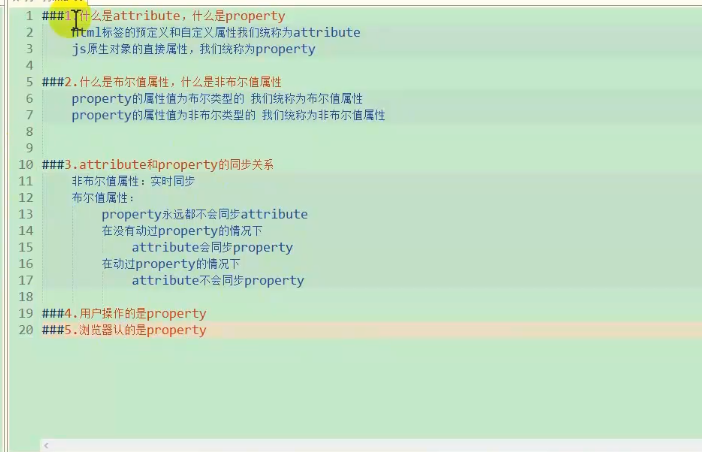 1 ###1.什么是attribute，什么是property
2 html标签的预定义和自定义属性我们统称为attribute
3 js原生对象的直接属性，我们统称为property
4
5 ###2.什么是布尔值属性，什么是非布尔值属性
6 property的属性值为布尔类型的 我们统称为布尔值属性
7 property的属性值为非布尔类型的 我们统称为非布尔值属性
8
9
10 ###3.attribute和property的同步关系
11 非布尔值属性：实时同步
12 布尔值属性：
13 property永远都不会同步attribute
14 在没有动过property的情况下
15 attribute会同步property
16 在动过property的情况下
17 attribute不会同步property
18
19 ###4.用户操作的是property
20 ###5.浏览器认的是property